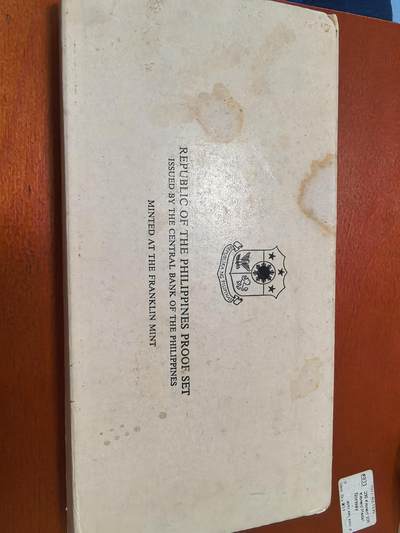 REPUBLIC OF THE PHILIPPINES PROOF SET
ISSUED BY THE CENTRAL BANK OF THE PHILIPPINES
MINTED AT THE FRANKLIN MINT